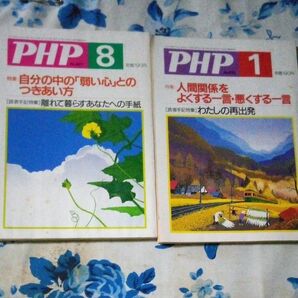 PHP 8
特集 自分の中の「弱い心」との
つきあい方
[読者手記特集] 離れて暮らすあなたへの手紙
PHP 1
特集 人間関係を
よくする一言・悪くする一言
[読者手記特集] わたしの再出発